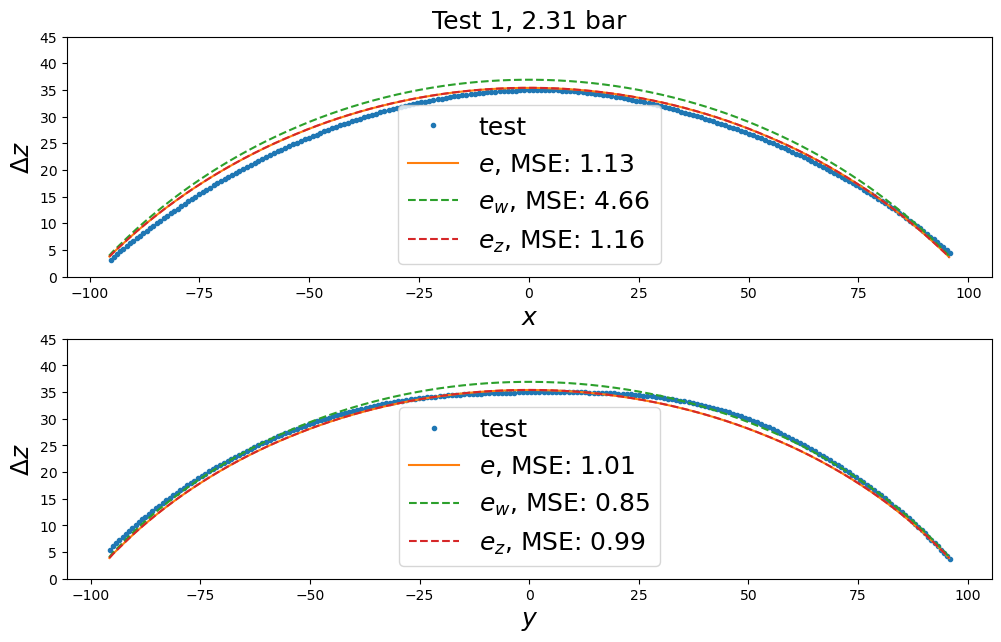 Test 1, 2.31 bar
45
40
35
30
25
20
15
10
5
0
Δz
test
e, MSE: 1.13
e_w, MSE: 4.66
e_z, MSE: 1.16
−100 −75 −50 −25 0 25 50 75 100
x
45
40
35
30
25
20
15
10
5
0
Δz
test
e, MSE: 1.01
e_w, MSE: 0.85
e_z, MSE: 0.99
−100 −75 −50 −25 0 25 50 75 100
y